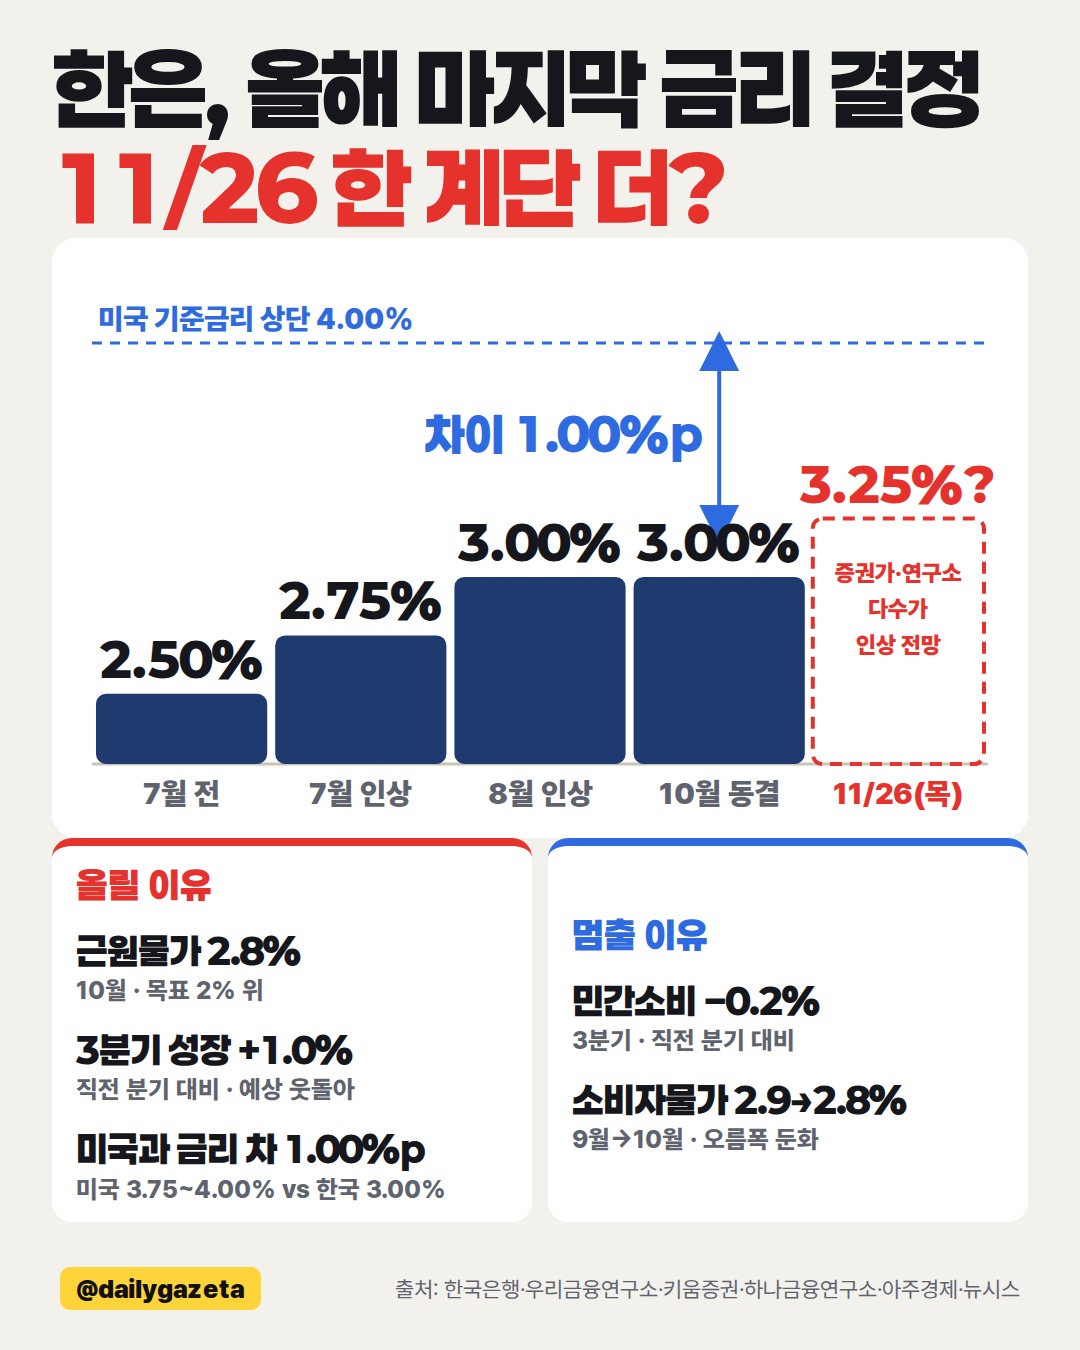 한은, 올해 마지막 금리 결정
11/26 한 계단 더?
미국 기준금리 상단 4.00%
차이 1.00%p
3.25%?
3.00% 3.00%
증권가·연구소
다수가
인상 전망
2.75%
2.50%
7월 전 7월 인상 8월 인상 10월 동결 11/26(목)
올릴 이유
근원물가 2.8%
10월 · 목표 2% 위
3분기 성장 +1.0%
직전 분기 대비 · 예상 웃돌아
미국과 금리 차 1.00%p
미국 3.75~4.00% vs 한국 3.00%
멈출 이유
민간소비 −0.2%
3분기 · 직전 분기 대비
소비자물가 2.9→2.8%
9월→10월 · 오름폭 둔화
@dailygazeta
출처: 한국은행·우리금융연구소·키움증권·하나금융연구소·아주경제·뉴시스